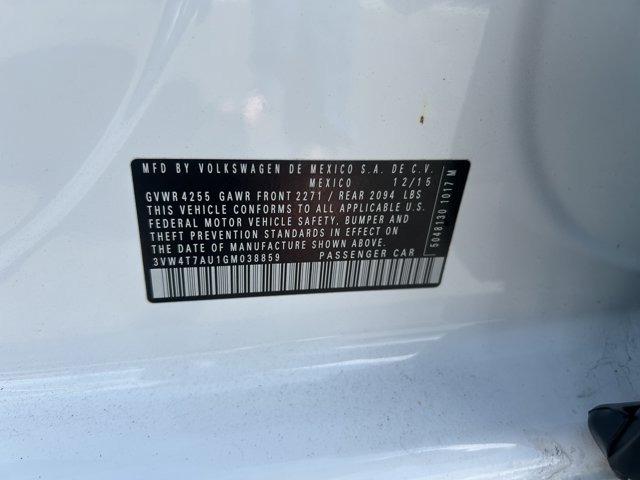 MFD BY VOLKSWAGEN DE MEXICO S.A. DE C.V.
MEXICO 12/15
GVWR 4255 GAWR FRONT 2271 / REAR 2094 LBS
THIS VEHICLE CONFORMS TO ALL APPLICABLE U.S.
FEDERAL MOTOR VEHICLE SAFETY, BUMPER AND
THEFT PREVENTION STANDARDS IN EFFECT ON
THE DATE OF MANUFACTURE SHOWN ABOVE.
3VW4T7AU1GM038859 PASSENGER CAR
5048130 1017 M